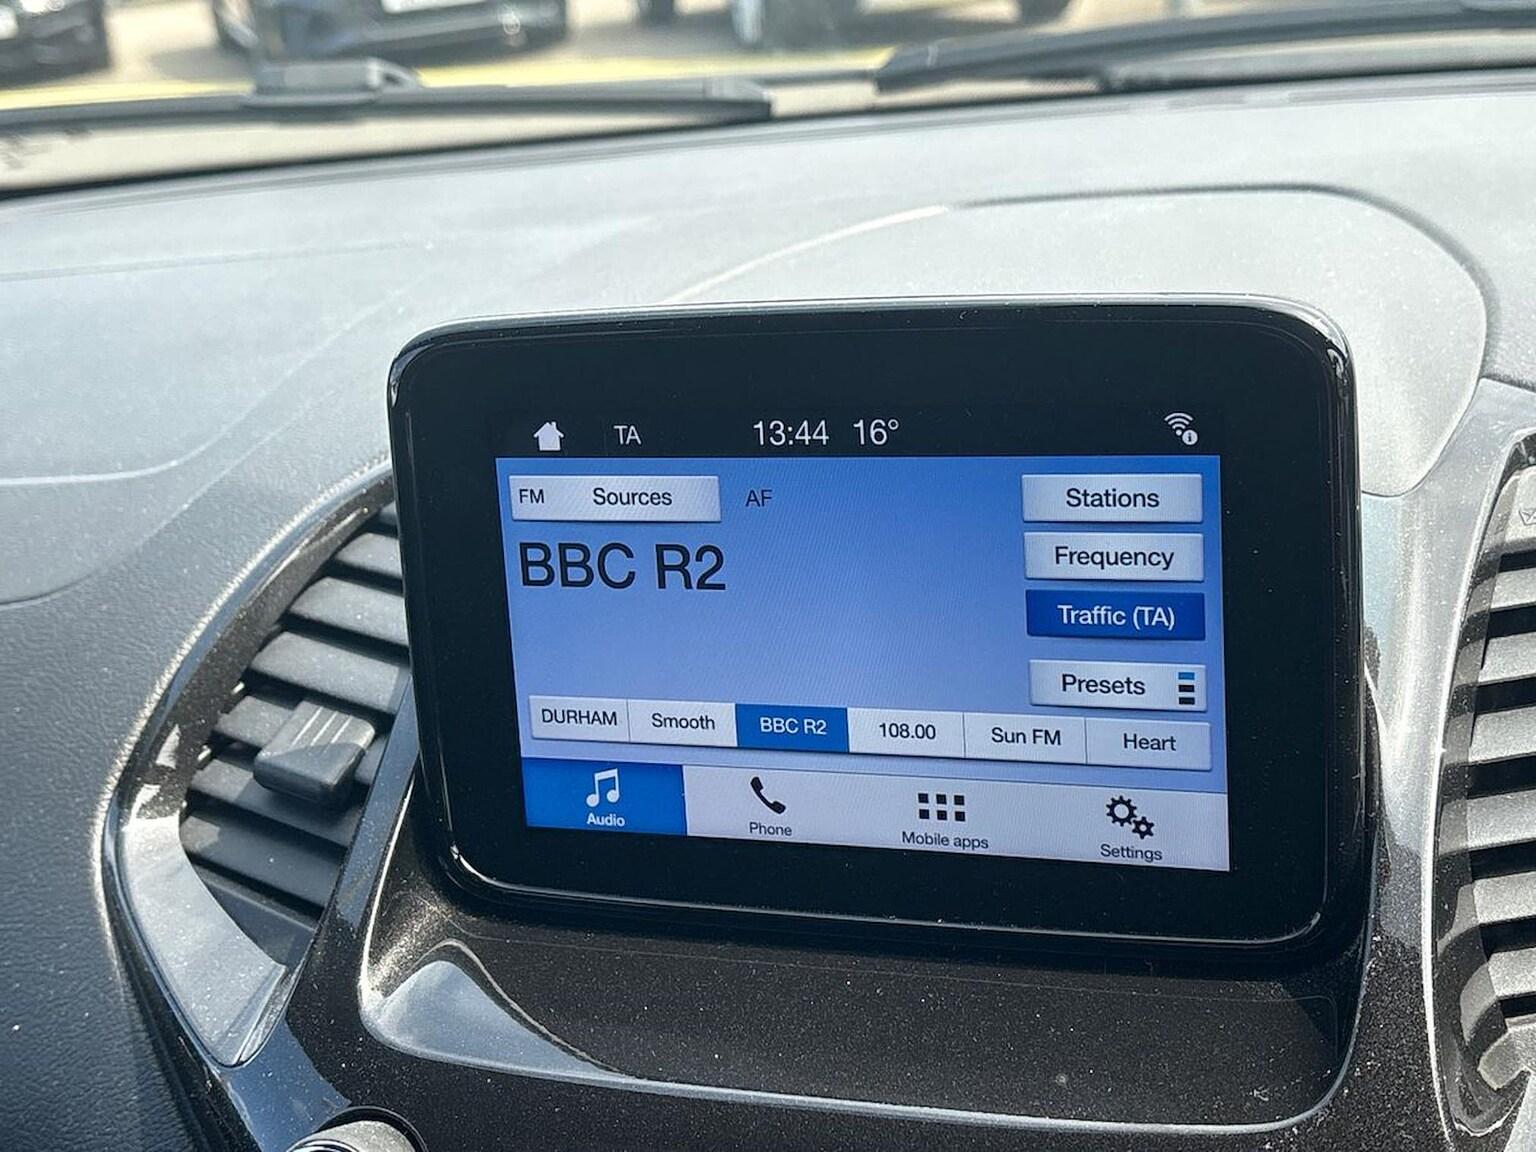 TA 13:44 16°
FM Sources AF Stations
BBC R2
Frequency
Traffic (TA)
Presets
DURHAM Smooth BBC R2 108.00 Sun FM Heart
Audio Phone Mobile apps Settings